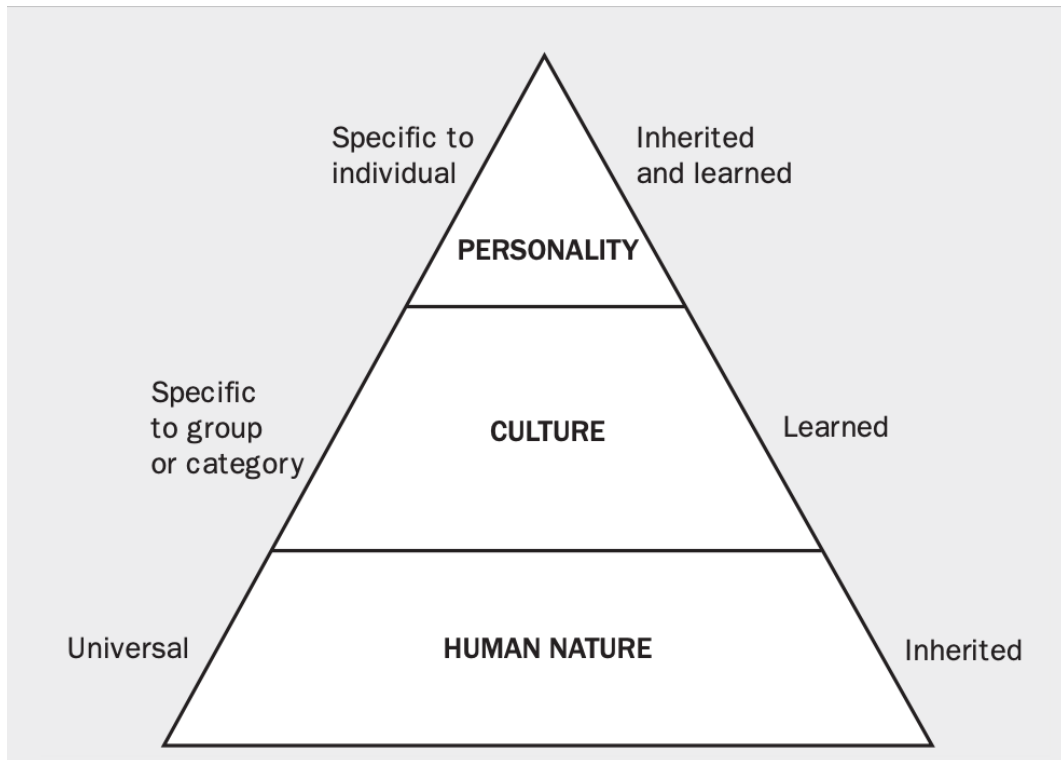 Specific to
individual
Inherited
and learned
PERSONALITY
Specific
to group
or category
CULTURE
Learned
Universal
HUMAN NATURE
Inherited